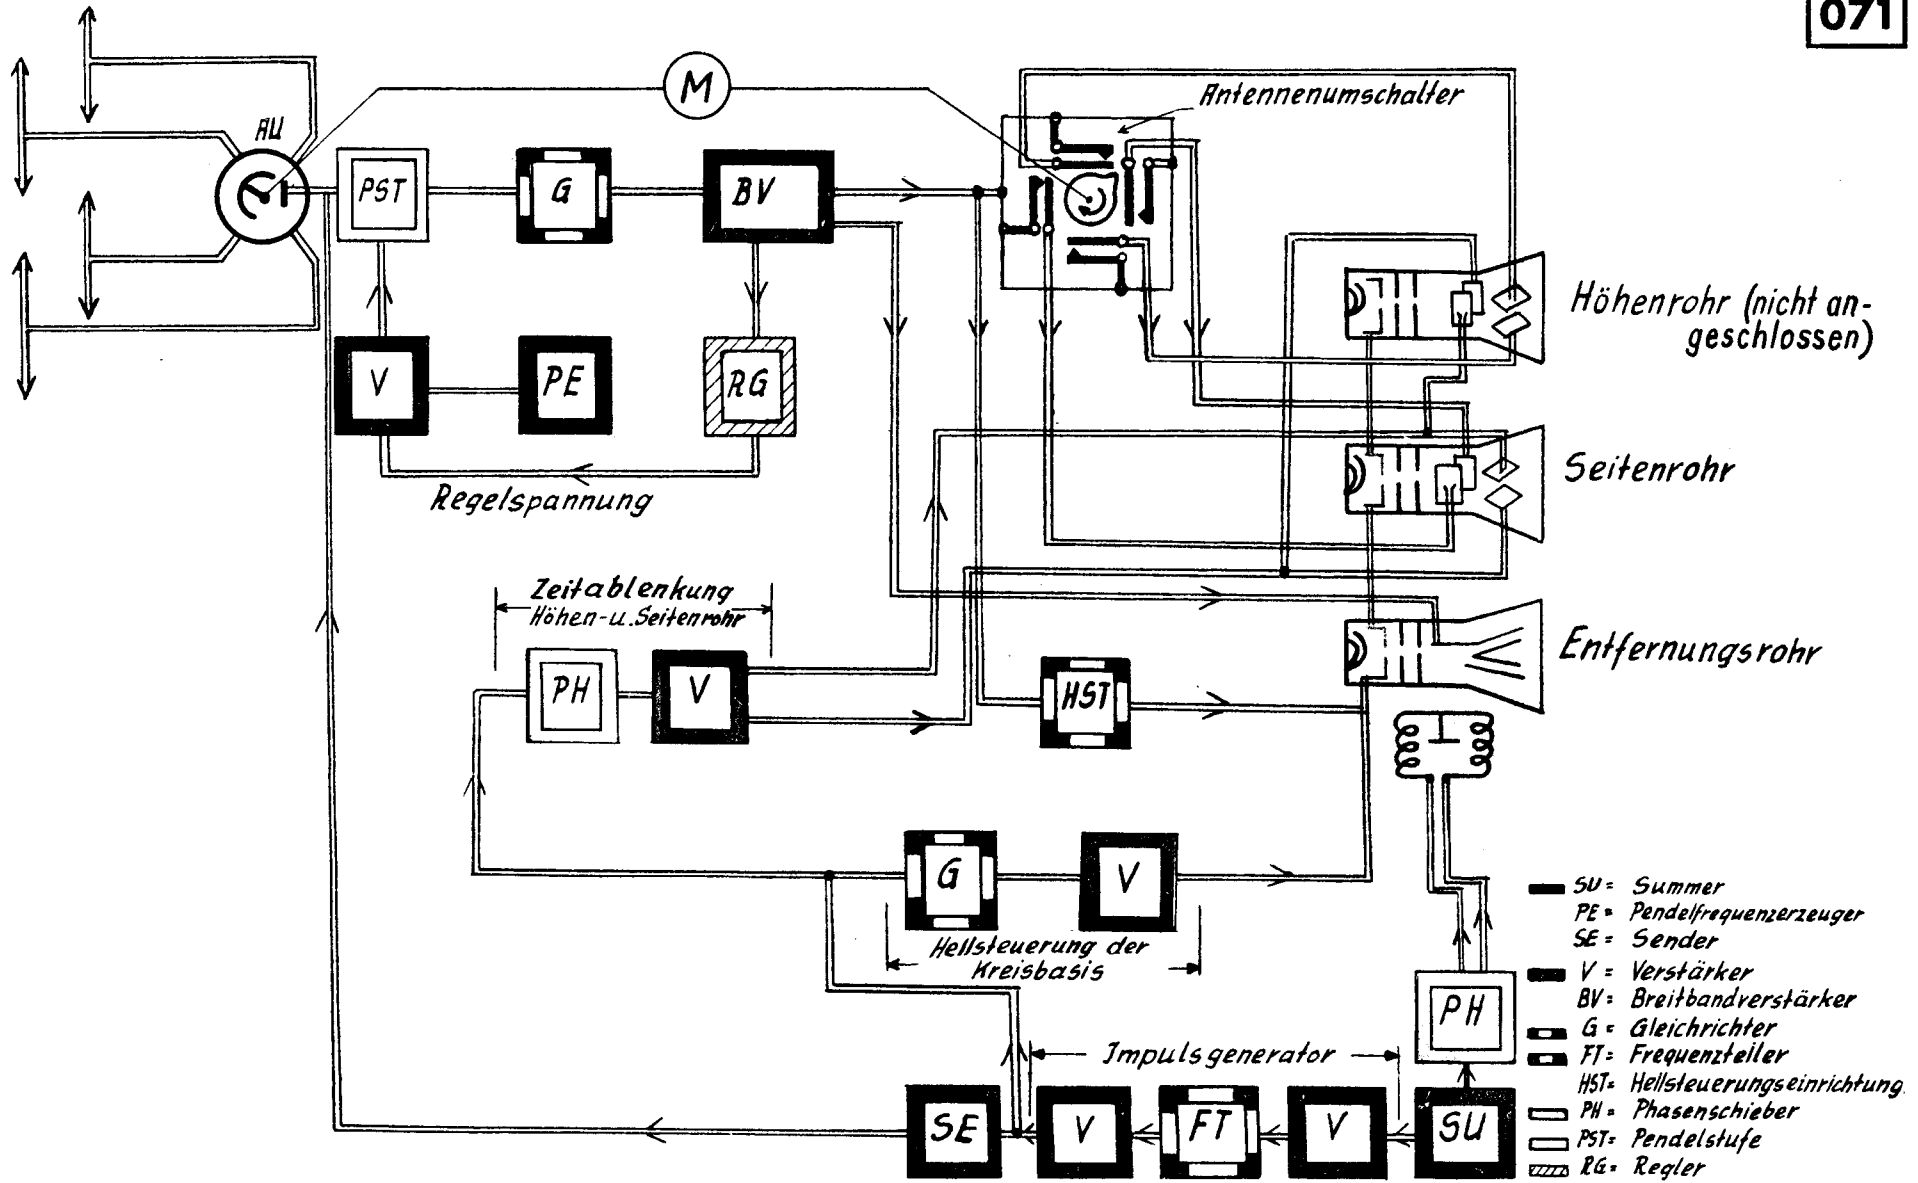 071
M
Antennenumschalter
AU
PST
G
BV
Höhenrohr (nicht an-
geschlossen)
V
PE
RG
Regelspannung
Seitenrohr
Zeitablenkung
Höhen-u. Seitenrohr
Entfernungsrohr
PH
V
HST
G
V
Hellsteuerung der
Kreisbasis
PH
Impulsgenerator
SE
V
FT
V
SU
SU = Summer
PE = Pendelfrequenzerzeuger
SE = Sender
V = Verstärker
BV = Breitbandverstärker
G = Gleichrichter
FT = Frequenzteiler
HST = Hellsteuerungseinrichtung
PH = Phasenschieber
PST = Pendelstufe
RG = Regler